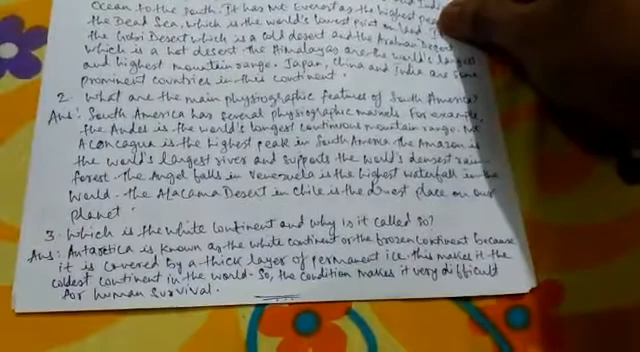 Ocean to the South. It has Mt Everest as the highest peak
the Dead Sea, which is the world's lowest point on land
the Gobi Desert which is a cold desert and the Arabian Desert
which is a hot desert the Himalayas are the world's largest
and highest mountain range. Japan, China and India are some
prominent countries in this continent.
2. What are the main physiographic features of South America?
Ans: South America has several physiographic marvels. For example,
the Andes is the world's longest continuous mountain range. Mt
Aconcagua is the highest peak in South America the Amazon is
the world's largest river and supports the world's densest rain
forest. The Angel falls in Venezuela is the highest waterfall in the
world. the Atacama Desert in Chile is the driest place on our
planet.
3. Which is the white Continent and why is it called so?
Ans: Antarctica is known as the white continent or the frozen continent because
it is covered by a thick layer of permanent ice. this makes it the
coldest continent in the world. So, the condition makes it very difficult
for human survival.